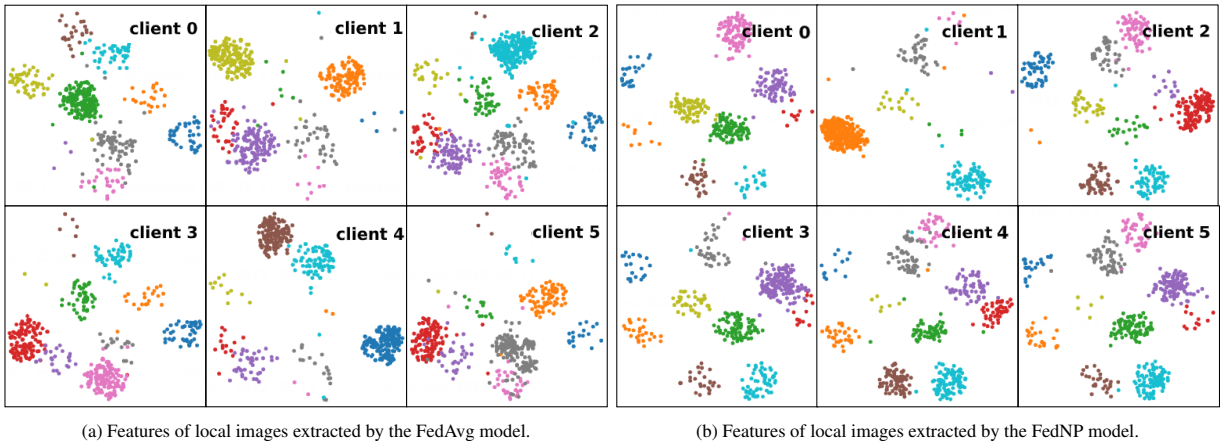 client 0
client 1
client 2
client 3
client 4
client 5
(a) Features of local images extracted by the FedAvg model.
client 0
client 1
client 2
client 3
client 4
client 5
(b) Features of local images extracted by the FedNP model.